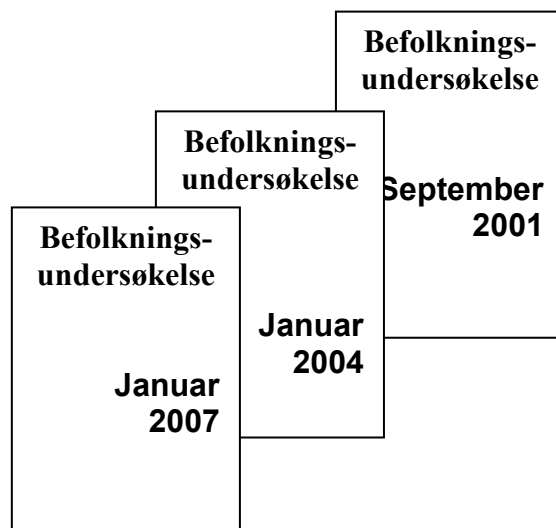 Befolknings-
undersøkelse
September
2001
Befolknings-
undersøkelse
Januar
2004
Befolknings-
undersøkelse
Januar
2007